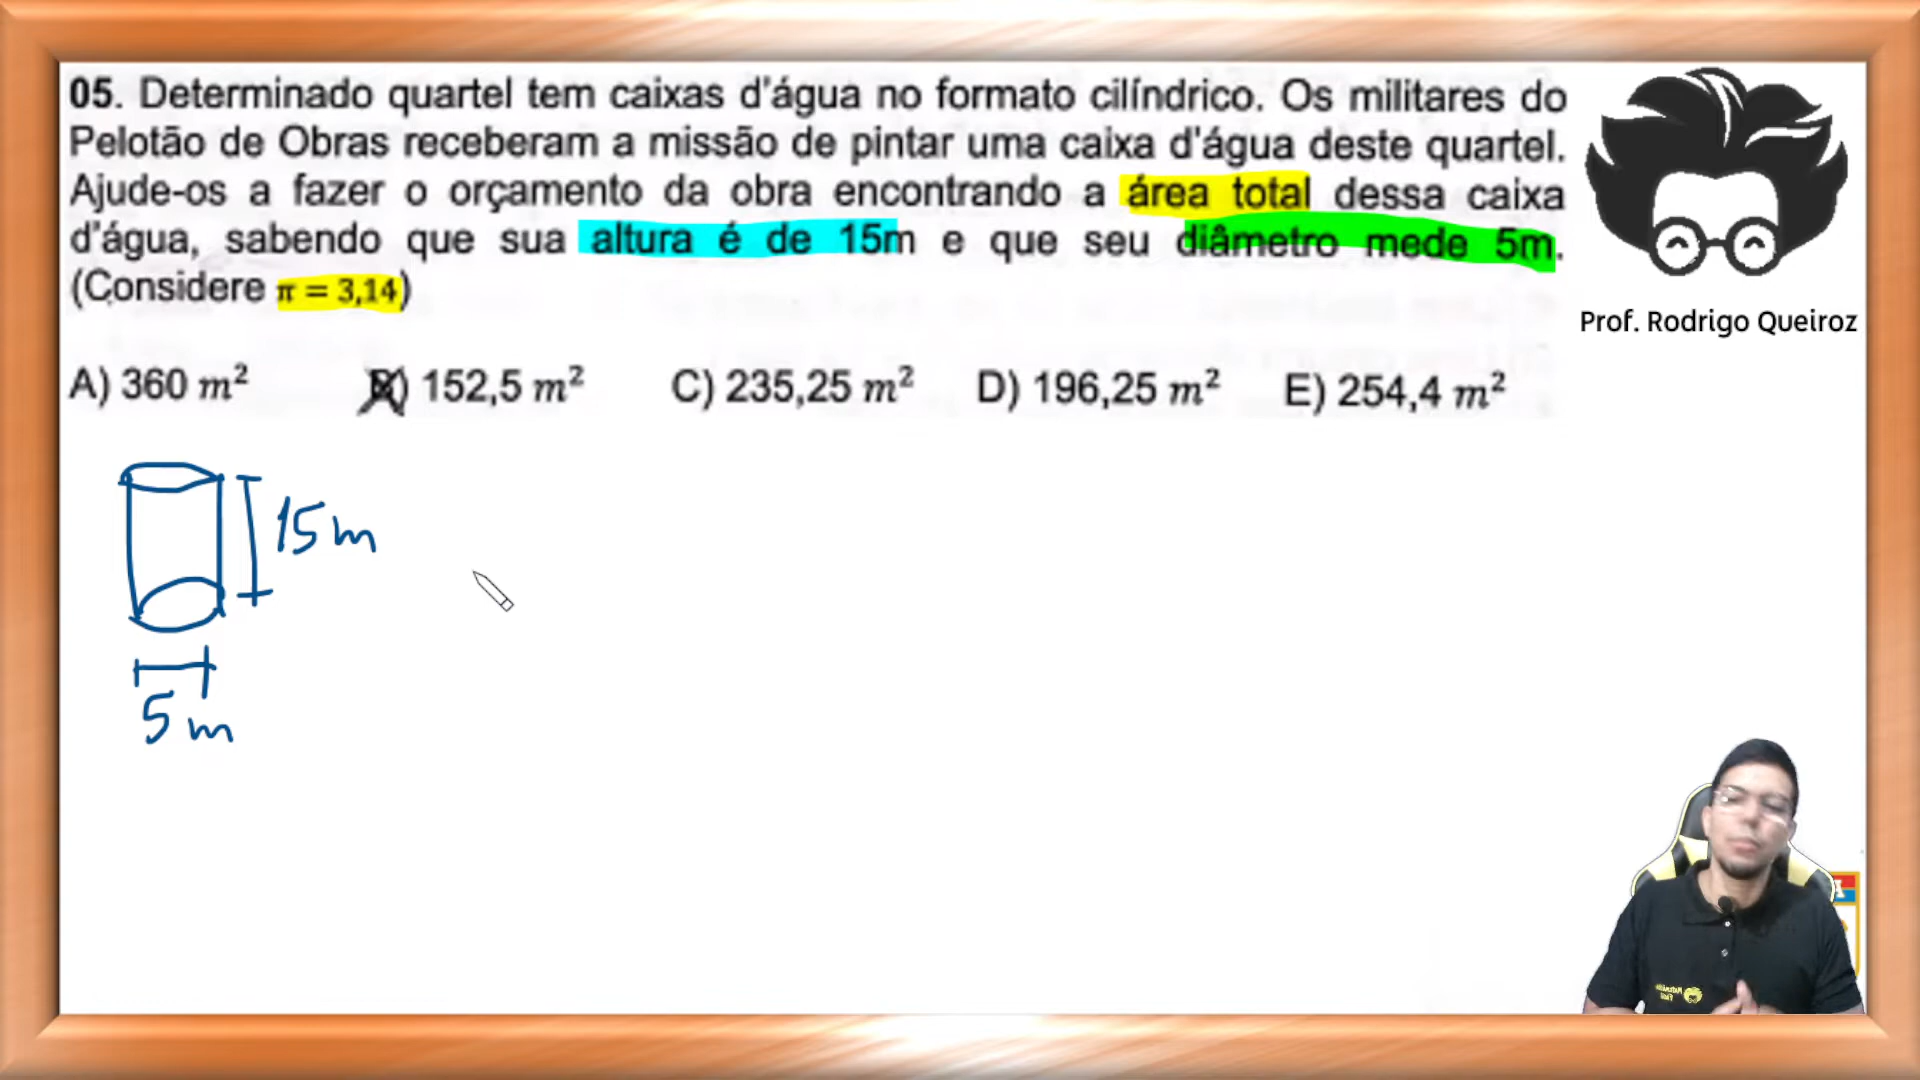 05. Determinado quartel tem caixas d'água no formato cilíndrico. Os militares do
Pelotão de Obras receberam a missão de pintar uma caixa d'água deste quartel.
Ajude-os a fazer o orçamento da obra encontrando a área total dessa caixa
d'água, sabendo que sua altura é de 15m e que seu diâmetro mede 5m.
(Considere π = 3,14)
Prof. Rodrigo Queiroz
A) 360 m² B) 152,5 m² C) 235,25 m² D) 196,25 m² E) 254,4 m²
15 m
5 m